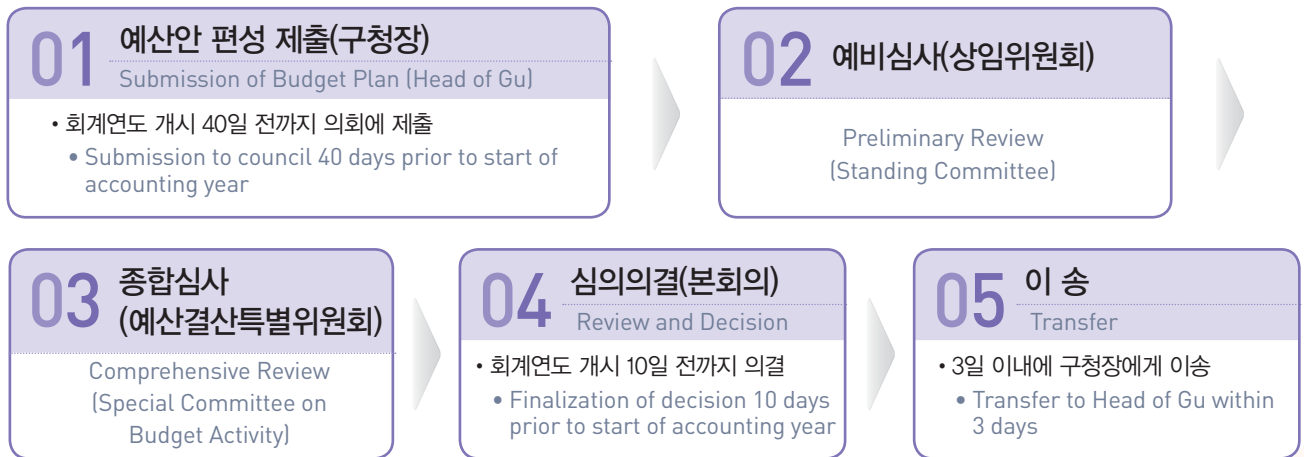 01 예산안 편성 제출(구청장)
Submission of Budget Plan (Head of Gu)
• 회계연도 개시 40일 전까지 의회에 제출
• Submission to council 40 days prior to start of
accounting year
02 예비심사(상임위원회)
Preliminary Review
(Standing Committee)
03 종합심사
(예산결산특별위원회)
Comprehensive Review
(Special Committee on
Budget Activity)
04 심의의결(본회의)
Review and Decision
• 회계연도 개시 10일 전까지 의결
• Finalization of decision 10 days
prior to start of accounting year
05 이 송
Transfer
• 3일 이내에 구청장에게 이송
• Transfer to Head of Gu within
3 days